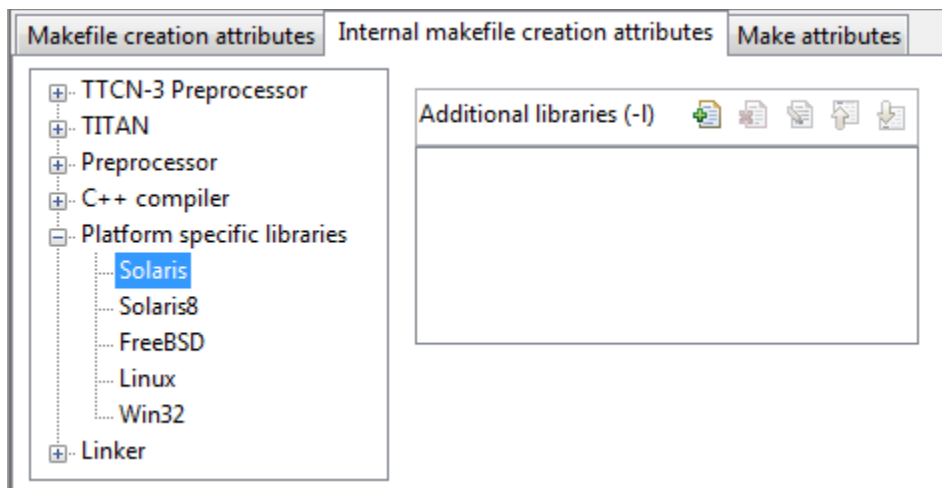 Makefile creation attributes
Internal makefile creation attributes
Make attributes
TTCN-3 Preprocessor
TITAN
Preprocessor
C++ compiler
Platform specific libraries
Solaris
Solaris8
FreeBSD
Linux
Win32
Linker
Additional libraries (-l)